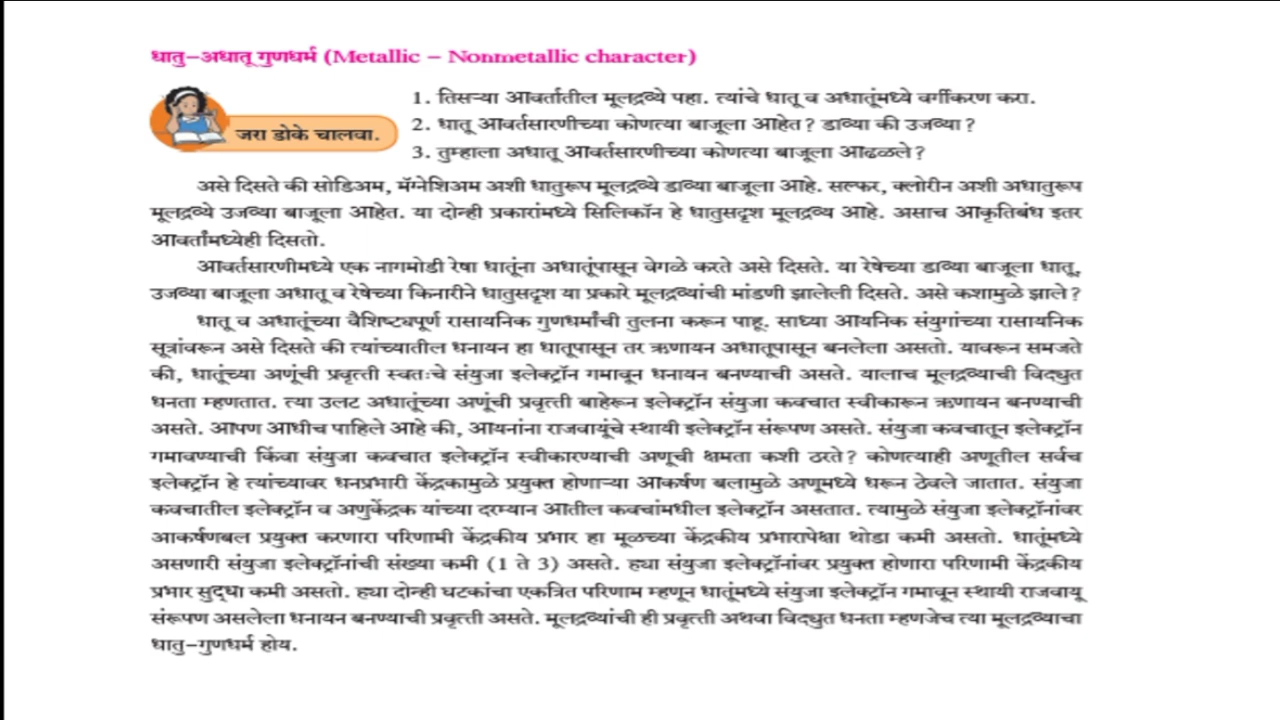 धातु–अधातू गुणधर्म (Metallic – Nonmetallic character)
जरा डोके चालवा.
1. तिसऱ्या आवर्तातील मूलद्रव्ये पहा. त्यांचे धातू व अधातूंमध्ये वर्गीकरण करा.
2. धातू आवर्तसारणीच्या कोणत्या बाजूला आहेत? डाव्या की उजव्या?
3. तुम्हाला अधातू आवर्तसारणीच्या कोणत्या बाजूला आढळले?
असे दिसते की सोडिअम, मॅग्नेशिअम अशी धातुरूप मूलद्रव्ये डाव्या बाजूला आहे. सल्फर, क्लोरीन अशी अधातुरूप
मूलद्रव्ये उजव्या बाजूला आहेत. या दोन्ही प्रकारांमध्ये सिलिकॉन हे धातुसदृश मूलद्रव्य आहे. असाच आकृतिबंध इतर
आवर्तांमध्येही दिसतो.
आवर्तसारणीमध्ये एक नागमोडी रेषा धातूंना अधातूंपासून वेगळे करते असे दिसते. या रेषेच्या डाव्या बाजूला धातू,
उजव्या बाजूला अधातू व रेषेच्या किनारीने धातुसदृश या प्रकारे मूलद्रव्यांची मांडणी झालेली दिसते. असे कशामुळे झाले?
धातू व अधातूंच्या वैशिष्ट्यपूर्ण रासायनिक गुणधर्मांची तुलना करून पाहू. साध्या आयनिक संयुगांच्या रासायनिक
सूत्रांवरून असे दिसते की त्यांच्यातील धनायन हा धातूपासून तर ऋणायन अधातूपासून बनलेला असतो. यावरून समजते
की, धातूंच्या अणूंची प्रवृत्ती स्वतःचे संयुजा इलेक्ट्रॉन गमावून धनायन बनण्याची असते. यालाच मूलद्रव्याची विद्युत
धनता म्हणतात. त्या उलट अधातूंच्या अणूंची प्रवृत्ती बाहेरून इलेक्ट्रॉन संयुजा कवचात स्वीकारून ऋणायन बनण्याची
असते. आपण आधीच पाहिले आहे की, आयनांना राजवायूंचे स्थायी इलेक्ट्रॉन संरूपण असते. संयुजा कवचातून इलेक्ट्रॉन
गमावण्याची किंवा संयुजा कवचात इलेक्ट्रॉन स्वीकारण्याची अणूची क्षमता कशी ठरते? कोणत्याही अणूतील सर्वच
इलेक्ट्रॉन हे त्यांच्यावर धनप्रभारी केंद्रकामुळे प्रयुक्त होणाऱ्या आकर्षण बलामुळे अणूमध्ये धरून ठेवले जातात. संयुजा
कवचातील इलेक्ट्रॉन व अणुकेंद्रक यांच्या दरम्यान आतील कवचांमधील इलेक्ट्रॉन असतात. त्यामुळे संयुजा इलेक्ट्रॉनांवर
आकर्षणबल प्रयुक्त करणारा परिणामी केंद्रकीय प्रभार हा मूळच्या केंद्रकीय प्रभारापेक्षा थोडा कमी असतो. धातूंमध्ये
असणारी संयुजा इलेक्ट्रॉनांची संख्या कमी (1 ते 3) असते. ह्या संयुजा इलेक्ट्रॉनांवर प्रयुक्त होणारा परिणामी केंद्रकीय
प्रभार सुद्धा कमी असतो. ह्या दोन्ही घटकांचा एकत्रित परिणाम म्हणून धातूंमध्ये संयुजा इलेक्ट्रॉन गमावून स्थायी राजवायू
संरूपण असलेला धनायन बनण्याची प्रवृत्ती असते. मूलद्रव्यांची ही प्रवृत्ती अथवा विद्युत धनता म्हणजेच त्या मूलद्रव्याचा
धातु–गुणधर्म होय.